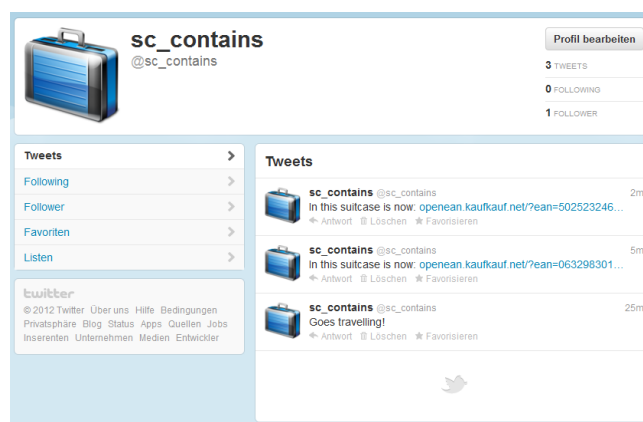 sc_contains
@sc_contains
Profil bearbeiten
3 TWEETS
0 FOLLOWING
1 FOLLOWER
Tweets
Following
Follower
Favoriten
Listen
twitter
© 2012 Twitter Über uns Hilfe Bedingungen
Privatsphäre Blog Status Apps Quellen Jobs
Inserenten Unternehmen Medien Entwickler
Tweets
sc_contains @sc_contains 2m
In this suitcase is now: openean.kaufkauf.net/?ean=502523246...
Antwort Löschen Favorisieren
sc_contains @sc_contains 5m
In this suitcase is now: openean.kaufkauf.net/?ean=063298301...
Antwort Löschen Favorisieren
sc_contains @sc_contains 25m
Goes travelling!
Antwort Löschen Favorisieren